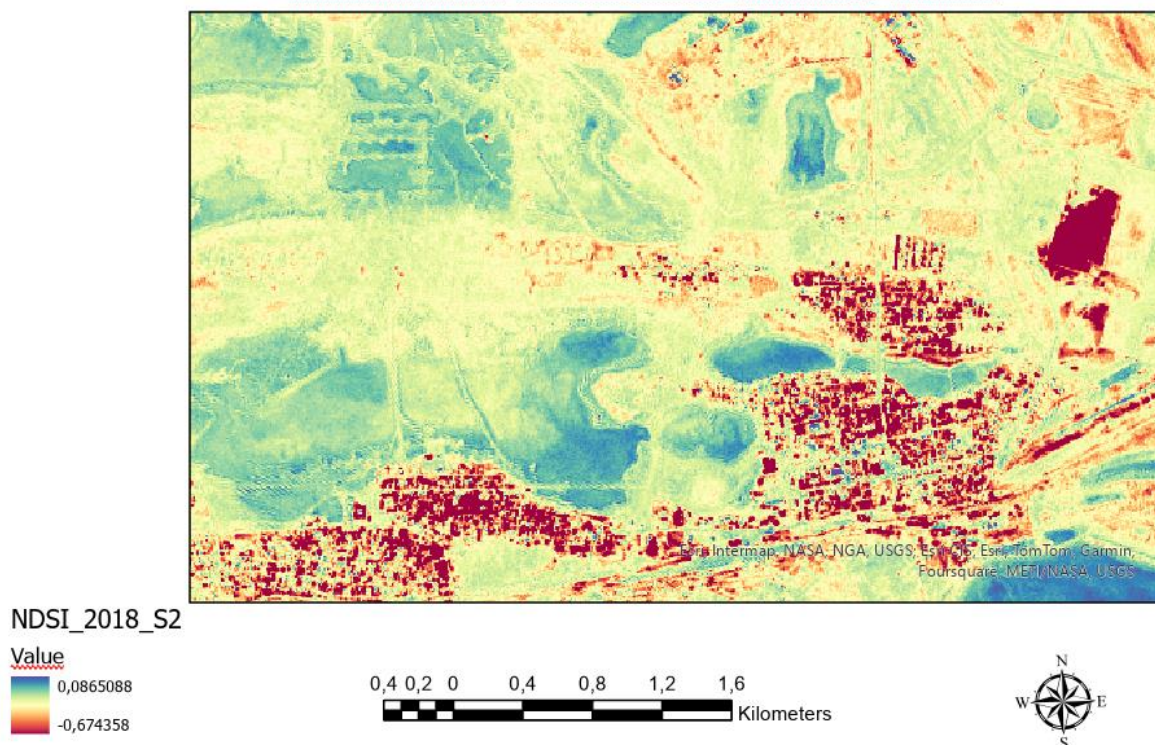 Esri, Intermap, NASA, NGA, USGS; Esri, CG, Esri, TomTom, Garmin,
Foursquare, METI/NASA, USGS
NDSI_2018_S2
Value
0,0865088
-0,674358
0,4 0,2 0 0,4 0,8 1,2 1,6
Kilometers
N
W E
S